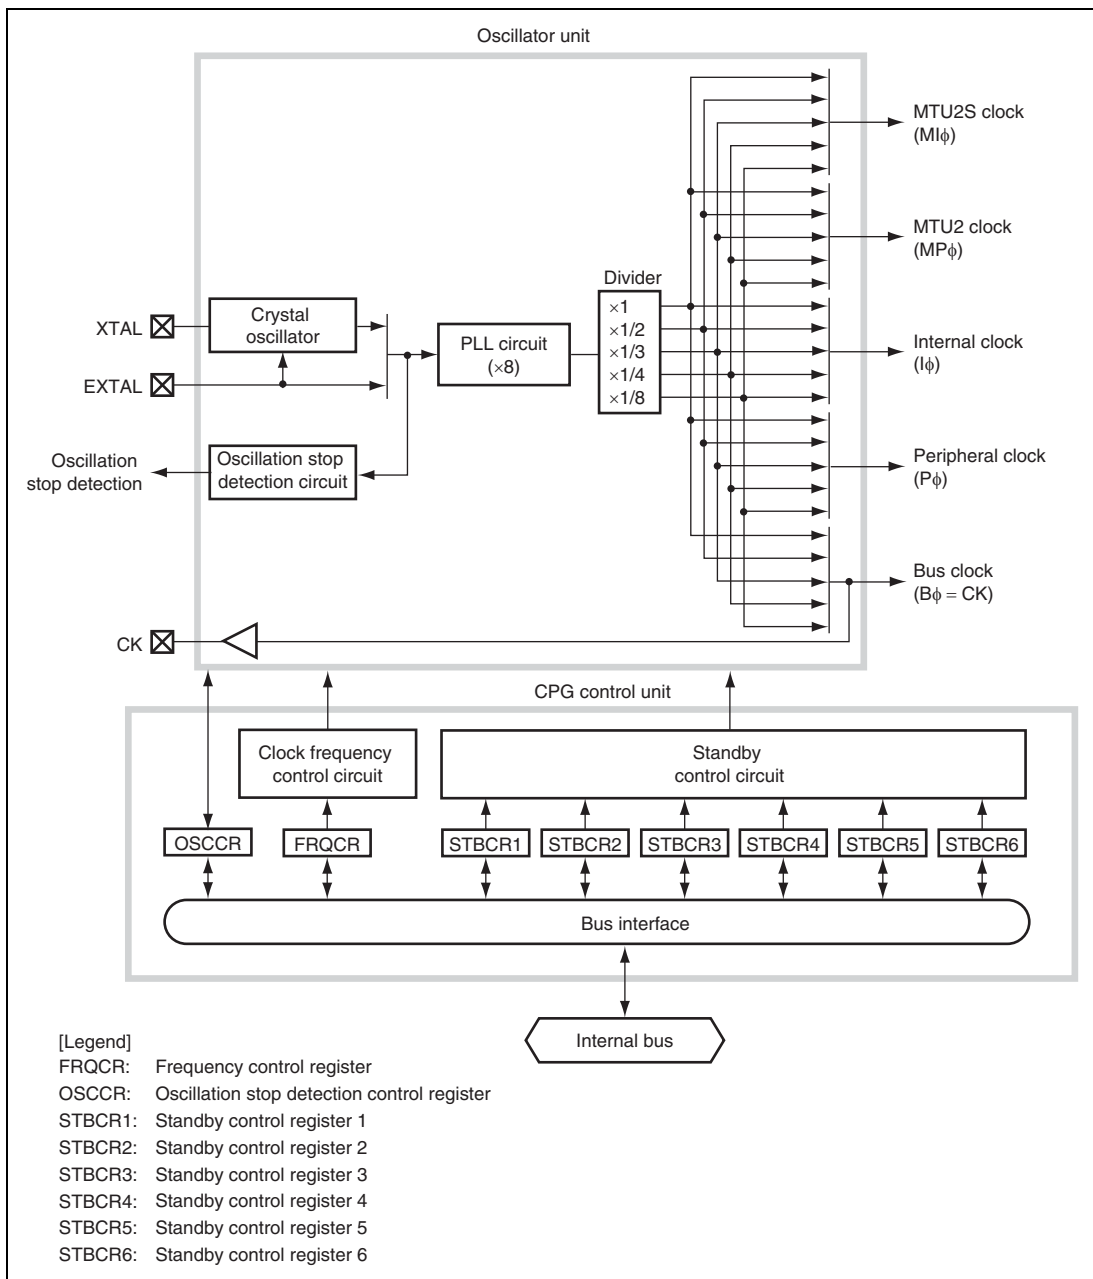 Oscillator unit
MTU2S clock
(MIϕ)
MTU2 clock
(MPϕ)
Divider
×1
×1/2
×1/3
×1/4
×1/8
XTAL
Crystal
oscillator
EXTAL
PLL circuit
(×8)
Internal clock
(Iϕ)
Oscillation
stop detection
Oscillation stop
detection circuit
Peripheral clock
(Pϕ)
Bus clock
(Bϕ = CK)
CK
CPG control unit
Clock frequency
control circuit
Standby
control circuit
OSCCR
FRQCR
STBCR1
STBCR2
STBCR3
STBCR4
STBCR5
STBCR6
Bus interface
Internal bus
[Legend]
FRQCR: Frequency control register
OSCCR: Oscillation stop detection control register
STBCR1: Standby control register 1
STBCR2: Standby control register 2
STBCR3: Standby control register 3
STBCR4: Standby control register 4
STBCR5: Standby control register 5
STBCR6: Standby control register 6